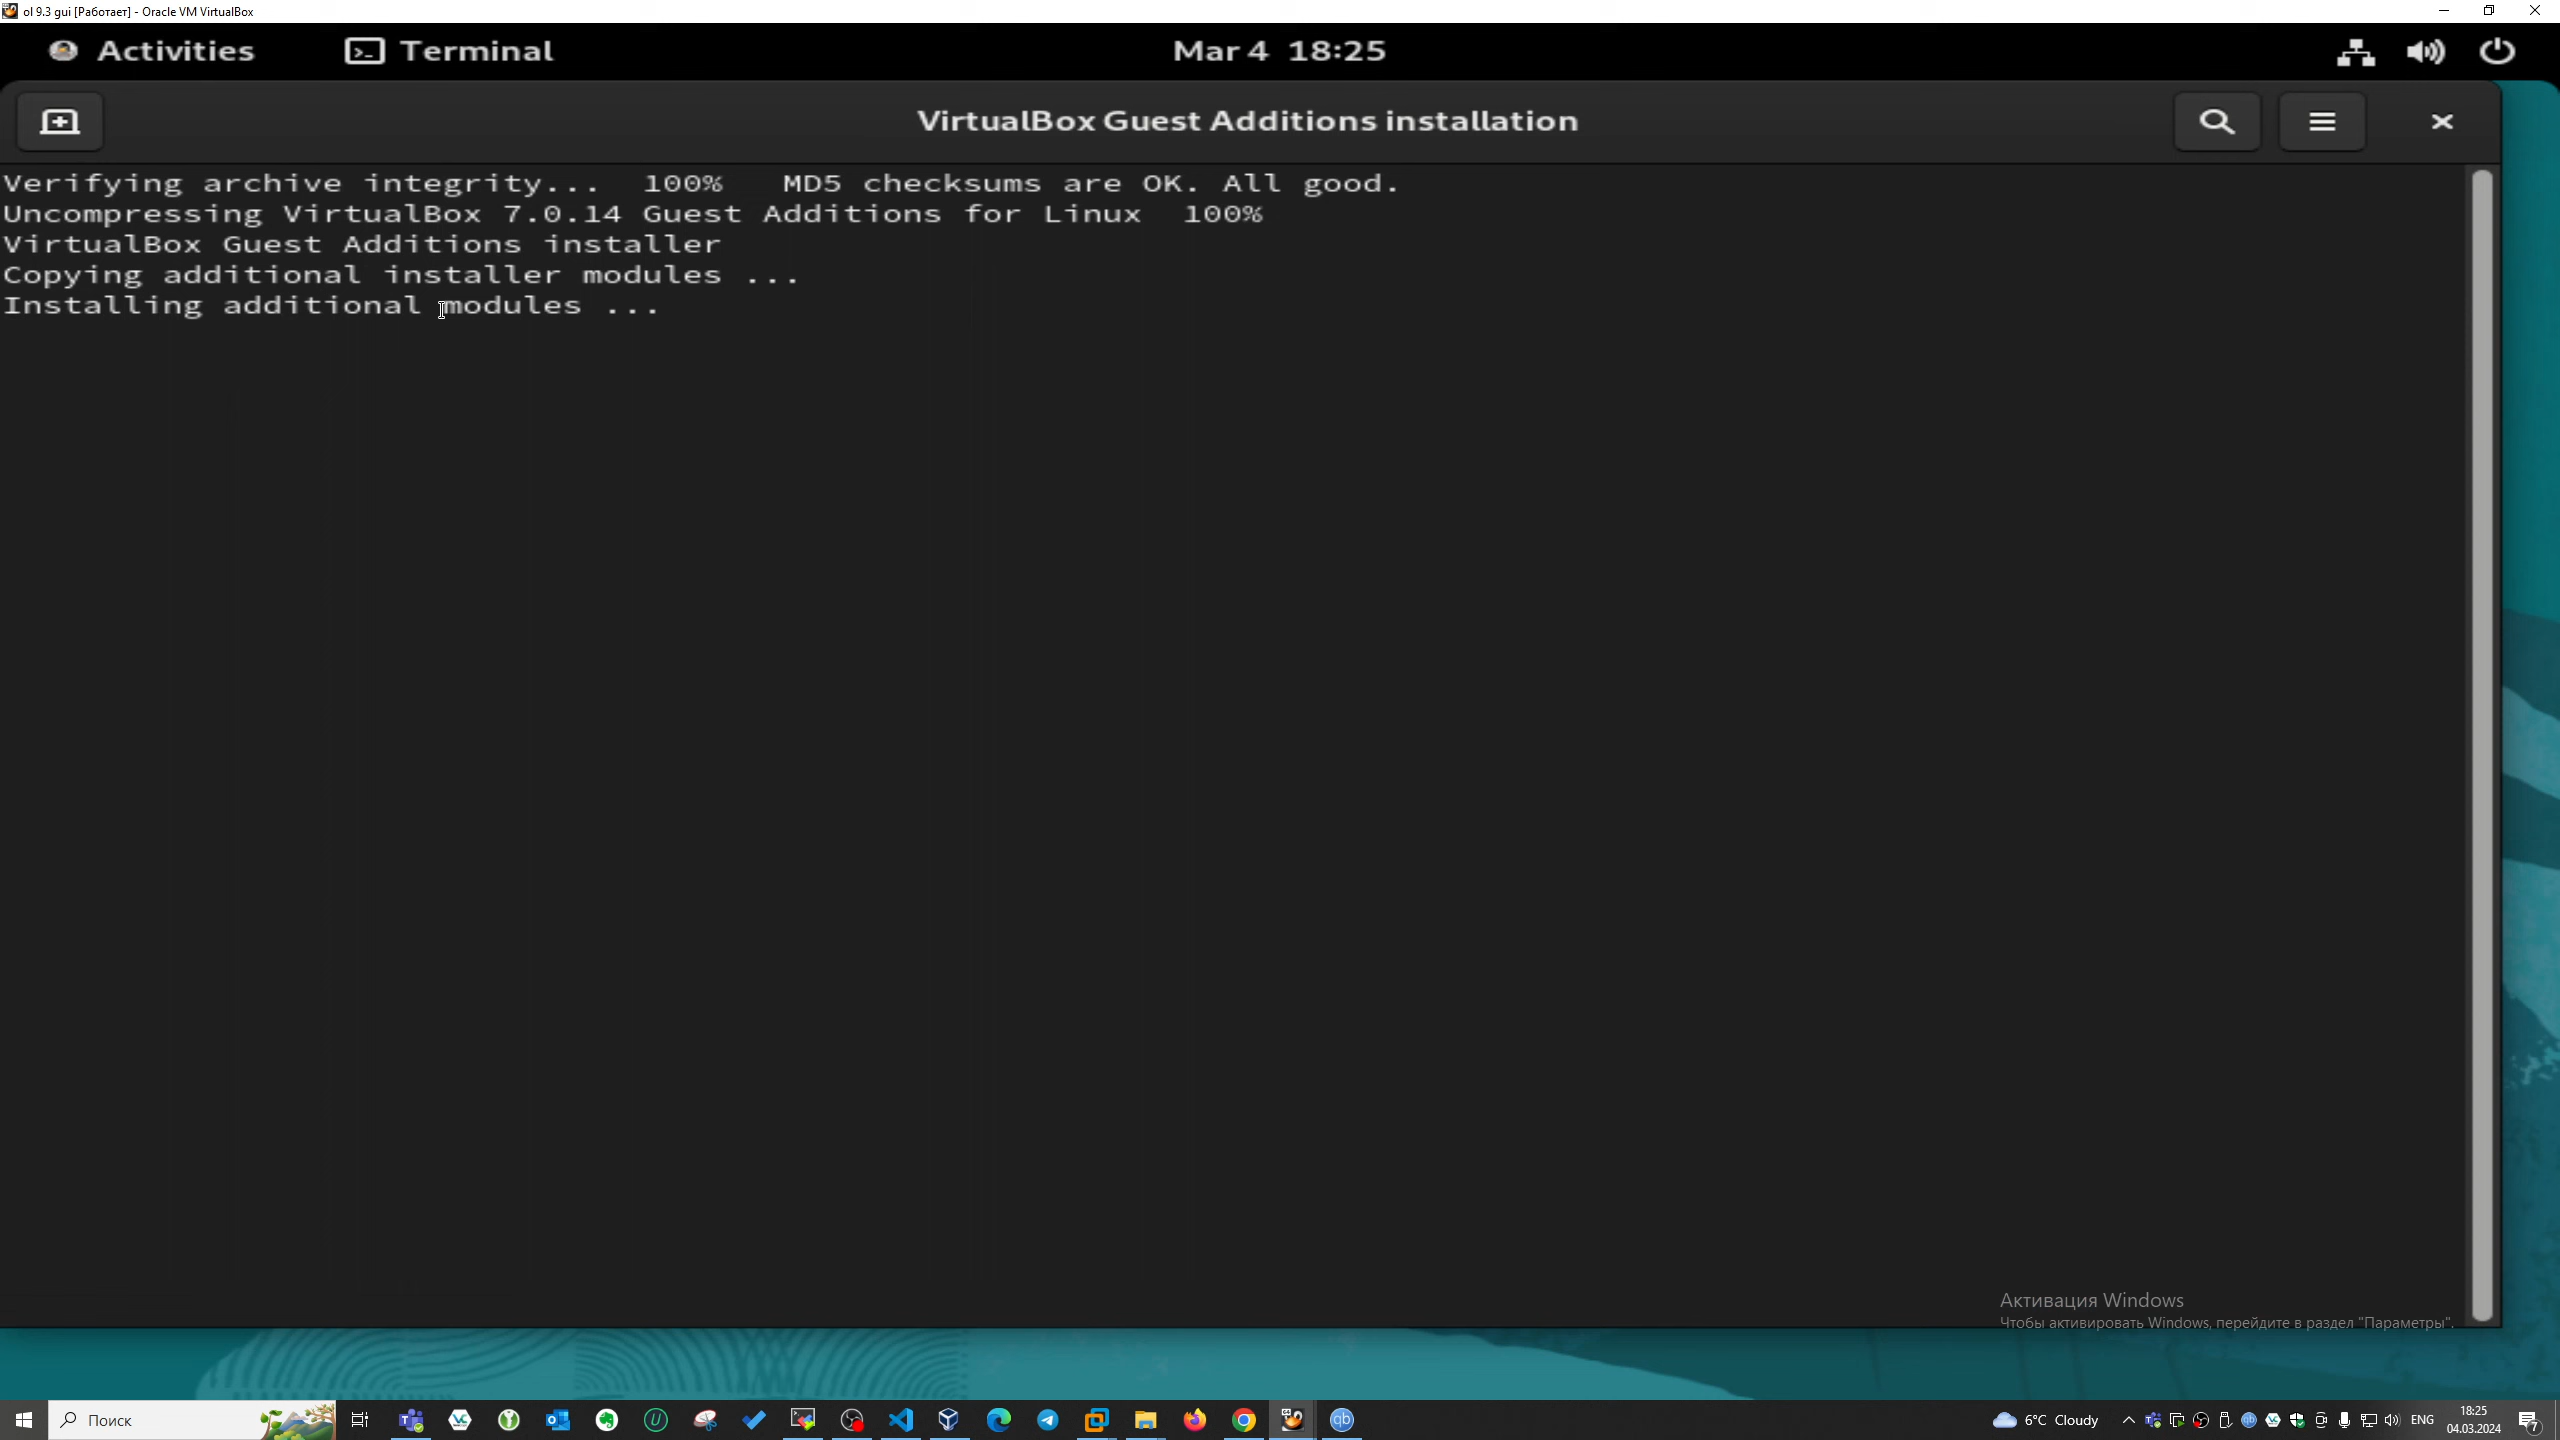 ol 9.3 gui [Работает] - Oracle VM VirtualBox
Activities Terminal Mar 4 18:25
VirtualBox Guest Additions installation
Verifying archive integrity... 100% MD5 checksums are OK. All good.
Uncompressing VirtualBox 7.0.14 Guest Additions for Linux 100%
VirtualBox Guest Additions installer
Copying additional installer modules ...
Installing additional modules ...
Активация Windows
Чтобы активировать Windows, перейдите в раздел "Параметры".
Поиск 6°C Cloudy ENG 18:25
04.03.2024